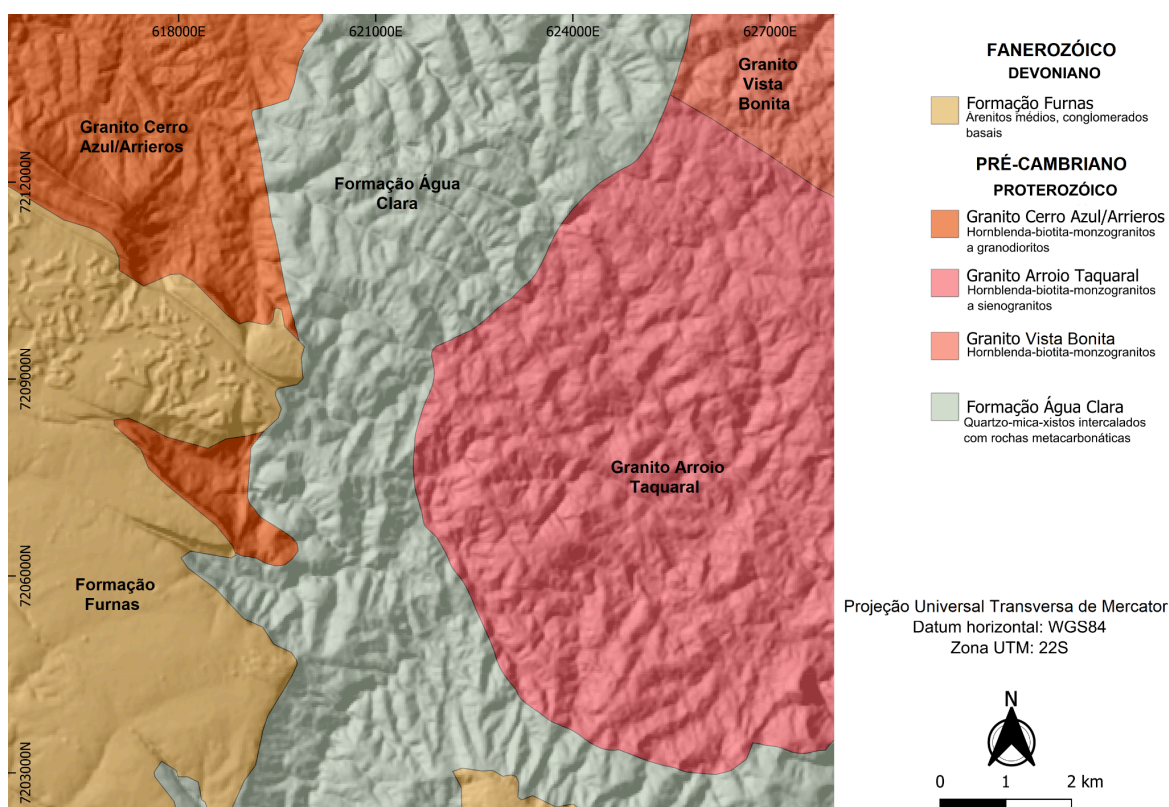 618000E
621000E
624000E
627000E
7212000N
7209000N
7206000N
7203000N
Granito
Vista
Bonita
Granito Cerro
Azul/Arrieros
Formação Água
Clara
Granito Arroio
Taquaral
Formação
Furnas
FANEROZÓICO
DEVONIANO
Formação Furnas
Arenitos médios, conglomerados
basais
PRÉ-CAMBRIANO
PROTEROZÓICO
Granito Cerro Azul/Arrieros
Hornblenda-biotita-monzogranitos
a granodioritos
Granito Arroio Taquaral
Hornblenda-biotita-monzogranitos
a sienogranitos
Granito Vista Bonita
Hornblenda-biotita-monzogranitos
Formação Água Clara
Quartzo-mica-xistos intercalados
com rochas metacarbonáticas
Projeção Universal Transversa de Mercator
Datum horizontal: WGS84
Zona UTM: 22S
N
0 1 2 km